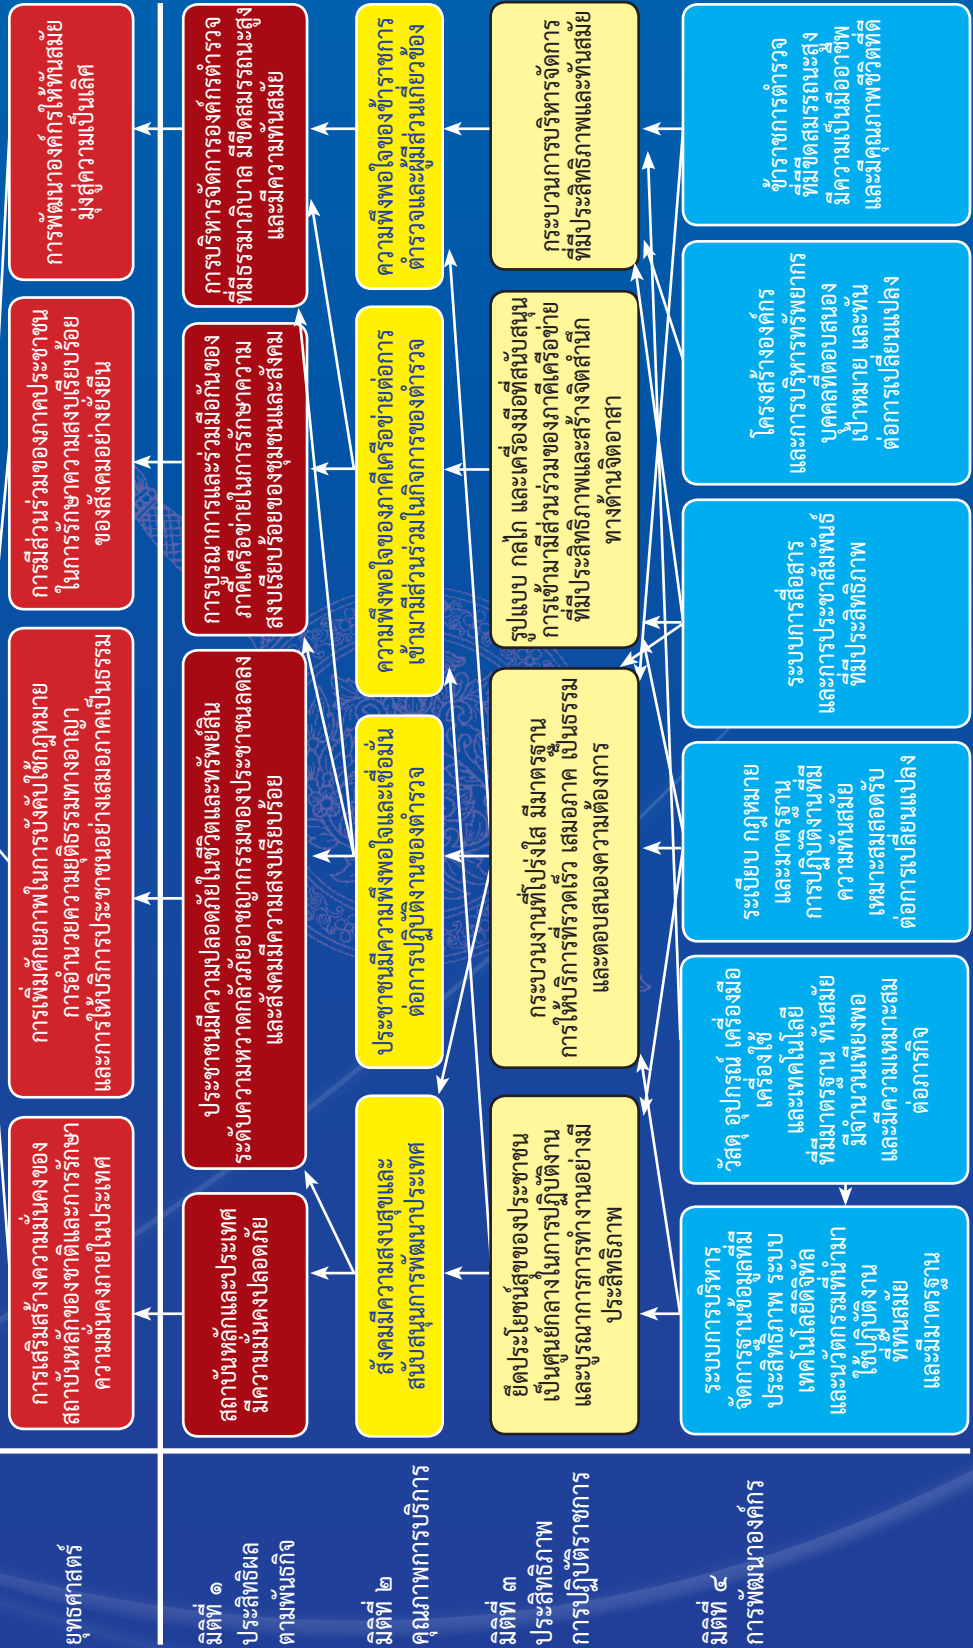 ยุทธศาสตร์
การเสริมสร้างความมั่นคงของ
สถาบันหลักของชาติและการรักษา
ความมั่นคงภายในประเทศ
การเพิ่มศักยภาพในการบังคับใช้กฎหมาย
การอำนวยความยุติธรรมทางอาญา
และการให้บริการประชาชนอย่างเสมอภาคเป็นธรรม
การมีส่วนร่วมของภาคประชาชน
ในการรักษาความสงบเรียบร้อย
ของสังคมอย่างยั่งยืน
การพัฒนาองค์กรให้ทันสมัย
มุ่งสู่ความเป็นเลิศ
มิติที่ ๑
ประสิทธิผล
ตามพันธกิจ
สถาบันหลักและประเทศ
มีความมั่นคงปลอดภัย
ประชาชนมีความปลอดภัยในชีวิตและทรัพย์สิน
ระดับความหวาดกลัวภัยอาชญากรรมของประชาชนลดลง
และสังคมมีความสงบเรียบร้อย
การบูรณาการและร่วมมือกันของ
ภาคีเครือข่ายในการรักษาความ
สงบเรียบร้อยของชุมชนและสังคม
การบริหารจัดการองค์กรตำรวจ
ที่มีธรรมาภิบาล มีขีดสมรรถนะสูง
และมีความทันสมัย
มิติที่ ๒
คุณภาพการบริการ
สังคมมีความสงบสุขและ
สนับสนุนการพัฒนาประเทศ
ประชาชนมีความพึงพอใจและเชื่อมั่น
ต่อการปฏิบัติงานของตำรวจ
ความพึงพอใจของภาคีเครือข่ายต่อการ
เข้ามามีส่วนร่วมในกิจการของตำรวจ
ความพึงพอใจของข้าราชการ
ตำรวจและผู้มีส่วนเกี่ยวข้อง
มิติที่ ๓
ประสิทธิภาพ
การปฏิบัติราชการ
ยึดประโยชน์สุขของประชาชน
เป็นศูนย์กลางในการปฏิบัติงาน
และบูรณาการการทำงานอย่างมี
ประสิทธิภาพ
กระบวนงานที่โปร่งใส มีมาตรฐาน
การให้บริการที่รวดเร็ว เสมอภาค เป็นธรรม
และตอบสนองความต้องการ
รูปแบบ กลไก และเครื่องมือที่สนับสนุน
การเข้ามามีส่วนร่วมของภาคีเครือข่าย
ที่มีประสิทธิภาพและสร้างจิตสำนึก
ทางด้านจิตอาสา
กระบวนการบริหารจัดการ
ที่มีประสิทธิภาพและทันสมัย
มิติที่ ๔
การพัฒนาองค์กร
ระบบการบริหาร
จัดการฐานข้อมูลที่มี
ประสิทธิภาพ ระบบ
เทคโนโลยีดิจิทัล
และนวัตกรรมที่นำมา
ใช้ปฏิบัติงาน
ที่ทันสมัย
และมีมาตรฐาน
วัสดุ อุปกรณ์ เครื่องมือ
เครื่องใช้
และเทคโนโลยี
ที่มีมาตรฐาน ทันสมัย
มีจำนวนเพียงพอ
และมีความเหมาะสม
ต่อภารกิจ
ระเบียบ กฎหมาย
และมาตรฐาน
การปฏิบัติงานที่มี
ความทันสมัย
เหมาะสมสอดรับ
ต่อการเปลี่ยนแปลง
ระบบการสื่อสาร
และการประชาสัมพันธ์
ที่มีประสิทธิภาพ
โครงสร้างองค์กร
และการบริหารทรัพยากร
บุคคลที่ตอบสนอง
เป้าหมาย และทัน
ต่อการเปลี่ยนแปลง
ข้าราชการตำรวจ
ที่มีขีดสมรรถนะสูง
มีความเป็นมืออาชีพ
และมีคุณภาพชีวิตที่ดี